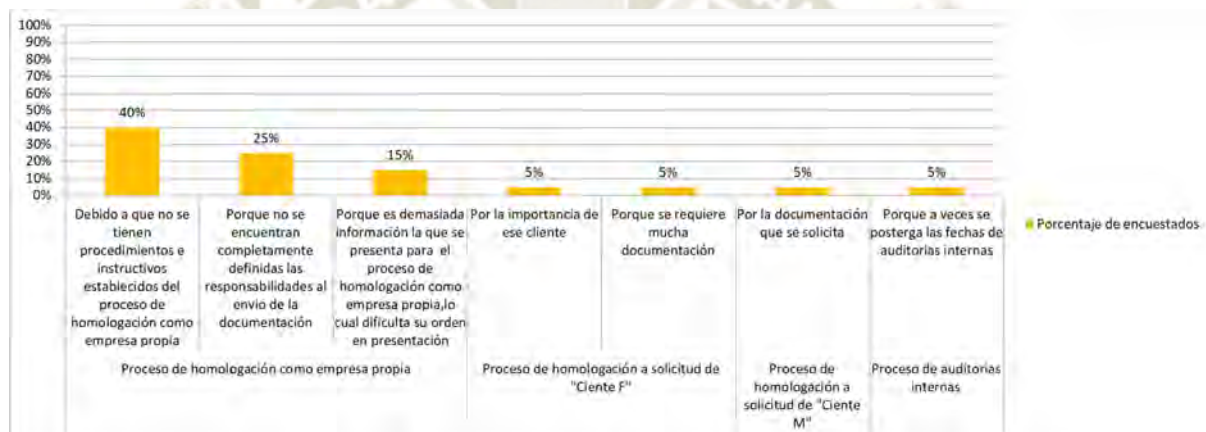 100%
90%
80%
70%
60%
50%
40%
30%
20%
10%
0%
40%
25%
15%
5%
5%
5%
5%
Debido a que no se
tienen
procedimientos e
instructivos
establecidos del
proceso de
homologación como
empresa propia
Porque no se
encuentran
completamente
definidas las
responsabilidades al
envio de la
documentación
Porque es demasiada
información la que se
presenta para el
proceso de
homologación como
empresa propia,lo
cual dificulta su orden
en presentación
Por la importancia de
ese cliente
Porque se requiere
mucha
documentación
Por la documentación
que se solicita
Porque a veces se
posterga las fechas de
auditorías internas
Proceso de homologación como empresa propia
Proceso de homologación a solicitud de
"Ciente F"
Proceso de
homologación a
solicitud de "Ciente
M"
Proceso de auditorias
internas
Porcentaje de encuestados